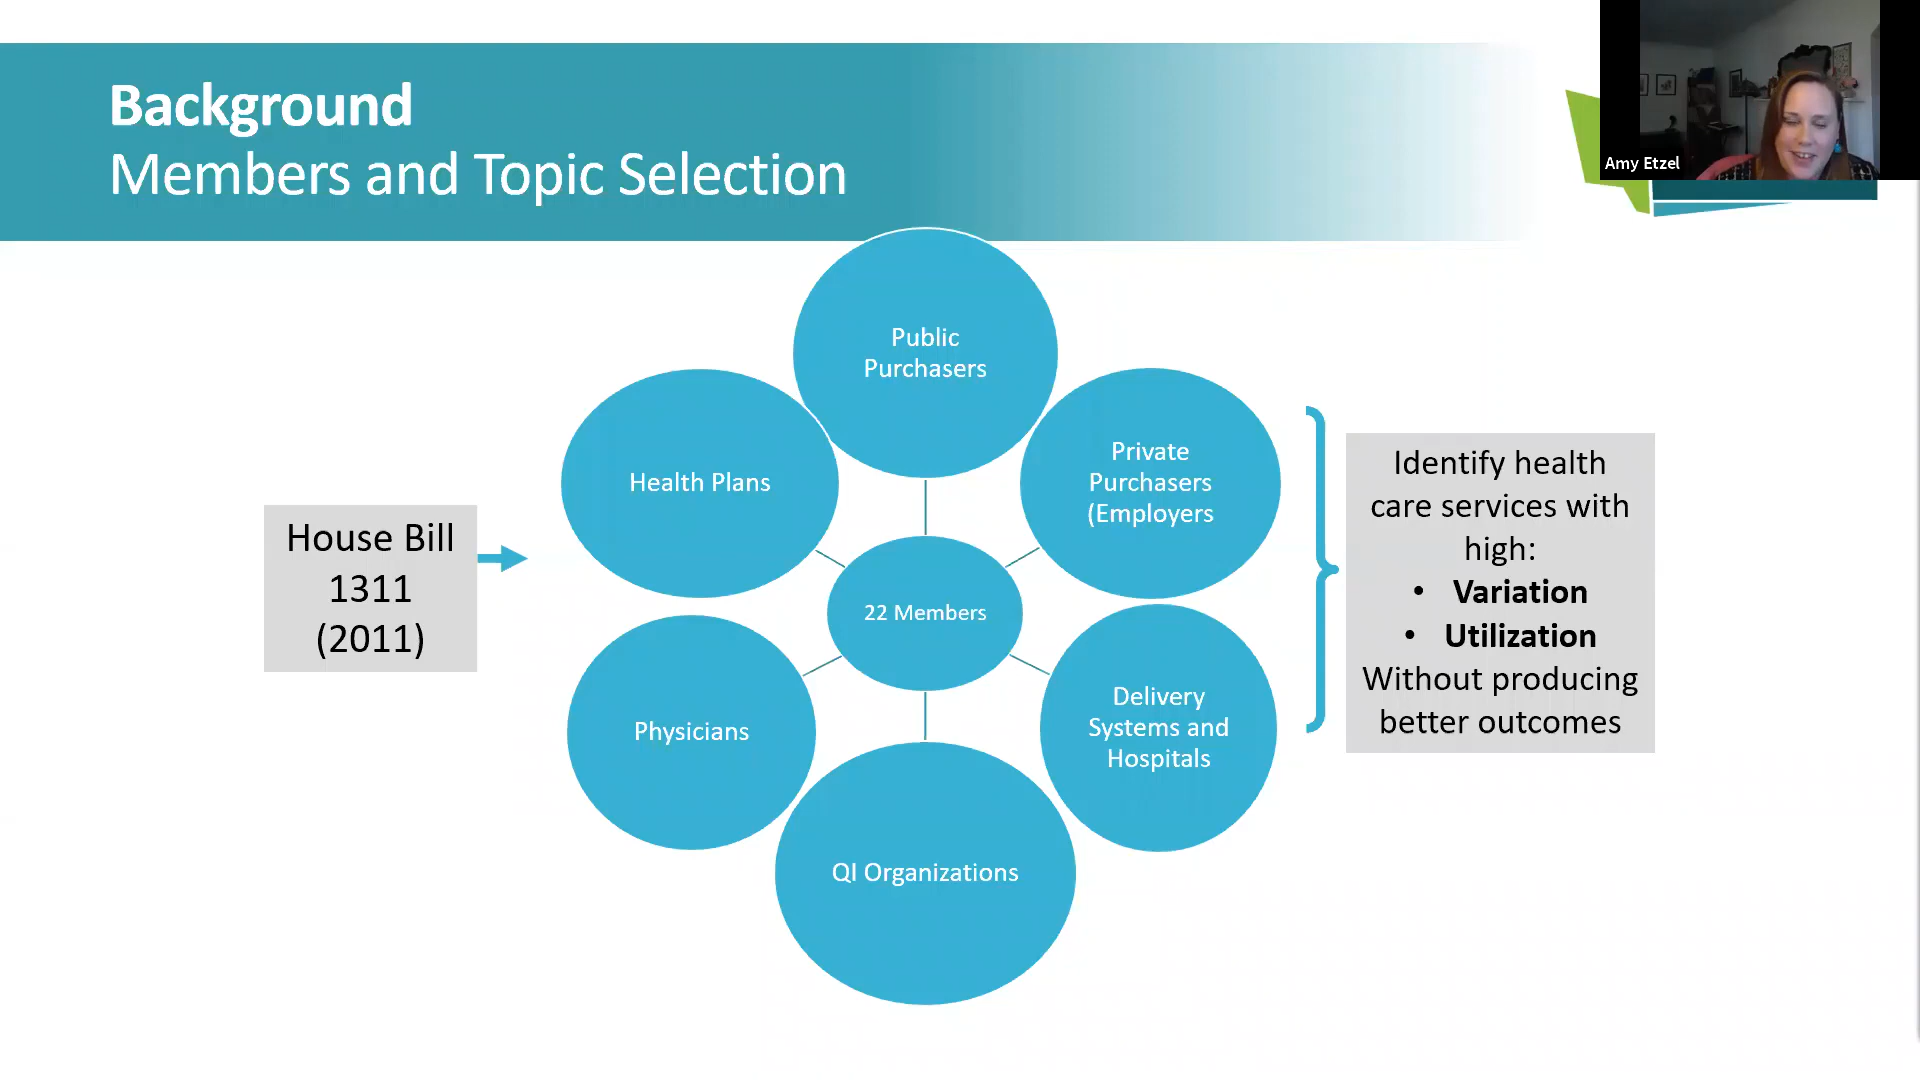 Background
Members and Topic Selection
Amy Etzel
Public
Purchasers
Health Plans
Private
Purchasers
(Employers
House Bill
1311
(2011)
22 Members
Physicians
Delivery
Systems and
Hospitals
QI Organizations
Identify health
care services with
high:
• Variation
• Utilization
Without producing
better outcomes